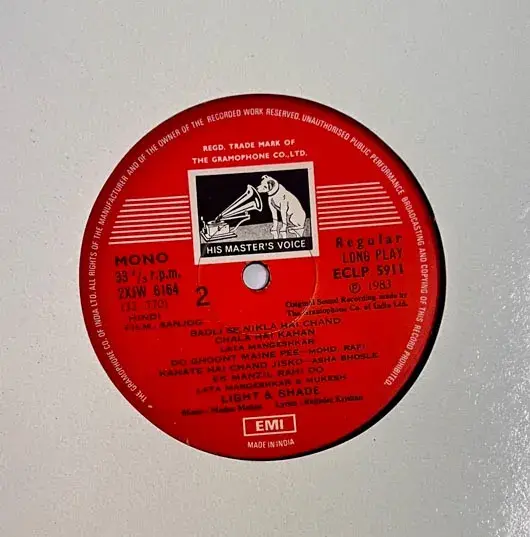 THE GRAMOPHONE CO. OF INDIA LTD. ALL RIGHTS OF THE MANUFACTURER AND OF THE OWNER OF THE RECORDED WORK RESERVED. UNAUTHORISED PUBLIC PERFORMANCE BROADCASTING AND COPYING OF THIS RECORD PROHIBITED.
REGD. TRADE MARK OF
THE GRAMOPHONE CO., LTD.
HIS MASTER'S VOICE
MONO
33 1/3 r.p.m.
2XJW 6164
HINDI
2
Regular
LONG PLAY
ECLP 5911
℗ 1983
Original Sound Recording made by
The Gramophone Co. of India Ltd.
BADLI SE NIKLA HAI CHAND
CHALA HAI KAHAN
LATA MANGESHKAR
DO GHOUNT MAINE PEE—MOHD. RAFI
KAHATE HAI CHAND JISKO—ASHA BHOSLE
EK MANZIL RAHI DO
LATA MANGESHKAR & MUKESH
LIGHT & SHADE
EMI
MADE IN INDIA